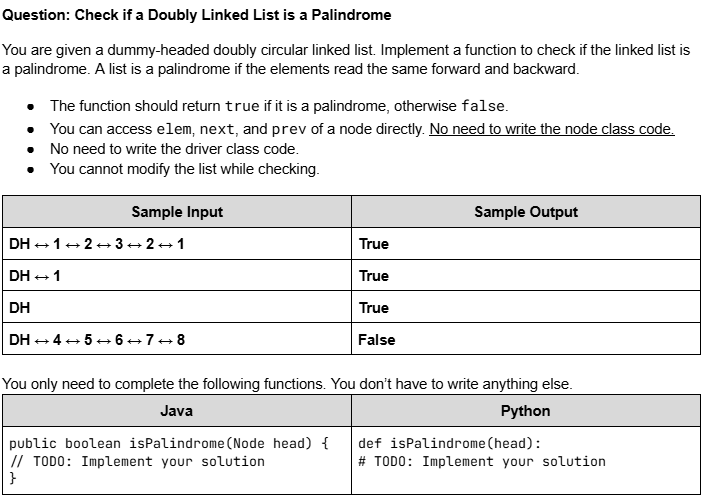 Question: Check if a Doubly Linked List is a Palindrome
You are given a dummy-headed doubly circular linked list. Implement a function to check if the linked list is
a palindrome. A list is a palindrome if the elements read the same forward and backward.
● The function should return true if it is a palindrome, otherwise false.
● You can access elem, next, and prev of a node directly. No need to write the node class code.
● No need to write the driver class code.
● You cannot modify the list while checking.
Sample Input
Sample Output
DH ↔ 1 ↔ 2 ↔ 3 ↔ 2 ↔ 1
True
DH ↔ 1
True
DH
True
DH ↔ 4 ↔ 5 ↔ 6 ↔ 7 ↔ 8
False
You only need to complete the following functions. You don’t have to write anything else.
Java
Python
public boolean isPalindrome(Node head) {
// TODO: Implement your solution
}
def isPalindrome(head):
# TODO: Implement your solution